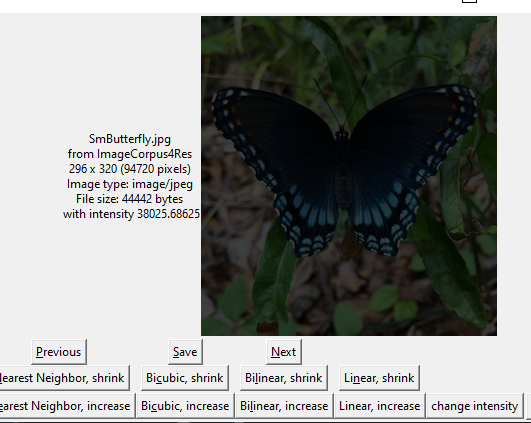 SmButterfly.jpg
from ImageCorpus4Res
296 x 320 (94720 pixels)
Image type: image/jpeg
File size: 44442 bytes
with intensity 38025.68625
Previous Save Next
earest Neighbor, shrink Bicubic, shrink Bilinear, shrink Linear, shrink
earest Neighbor, increase Bicubic, increase Bilinear, increase Linear, increase change intensity